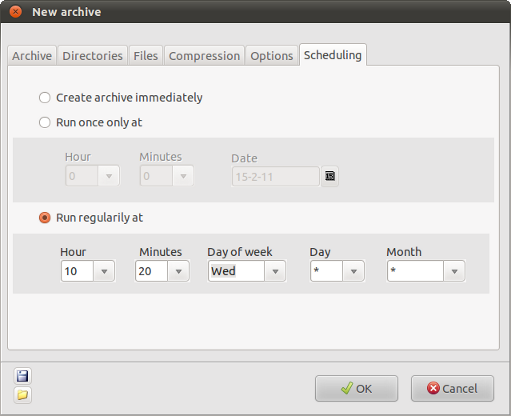 New archive
Archive Directories Files Compression Options Scheduling
Create archive immediately
Run once only at
Hour Minutes Date
0 0 15-2-11
Run regularily at
Hour Minutes Day of week Day Month
10 20 Wed * *
OK Cancel